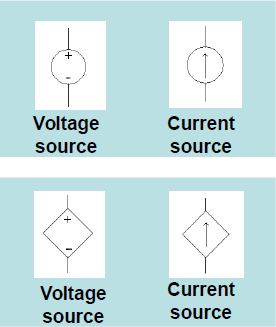 +
-
Voltage
source
Current
source
+
-
Voltage
source
Current
source